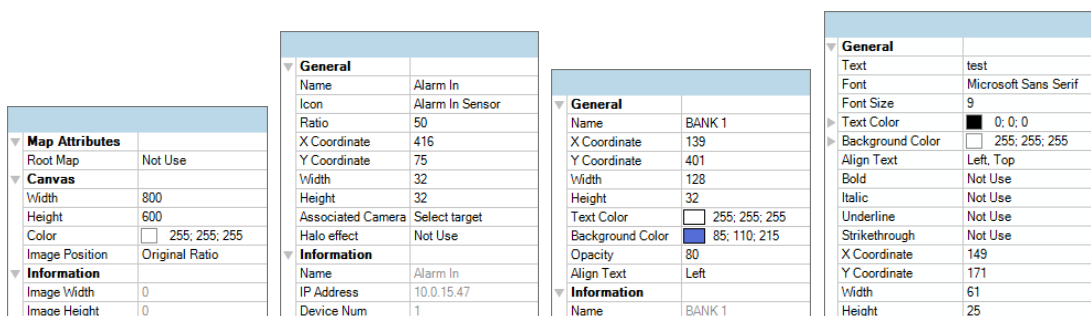 Map Attributes
Root Map Not Use
Canvas
Width 800
Height 600
Color 255; 255; 255
Image Position Original Ratio
Information
Image Width 0
Image Height 0
General
Name Alarm In
Icon Alarm In Sensor
Ratio 50
X Coordinate 416
Y Coordinate 75
Width 32
Height 32
Associated Camera Select target
Halo effect Not Use
Information
Name Alarm In
IP Address 10.0.15.47
Device Num 1
General
Name BANK 1
X Coordinate 139
Y Coordinate 401
Width 128
Height 32
Text Color 255; 255; 255
Background Color 85; 110; 215
Opacity 80
Align Text Left
Information
Name BANK 1
General
Text test
Font Microsoft Sans Serif
Font Size 9
Text Color 0; 0; 0
Background Color 255; 255; 255
Align Text Left, Top
Bold Not Use
Italic Not Use
Underline Not Use
Strikethrough Not Use
X Coordinate 149
Y Coordinate 171
Width 61
Height 25